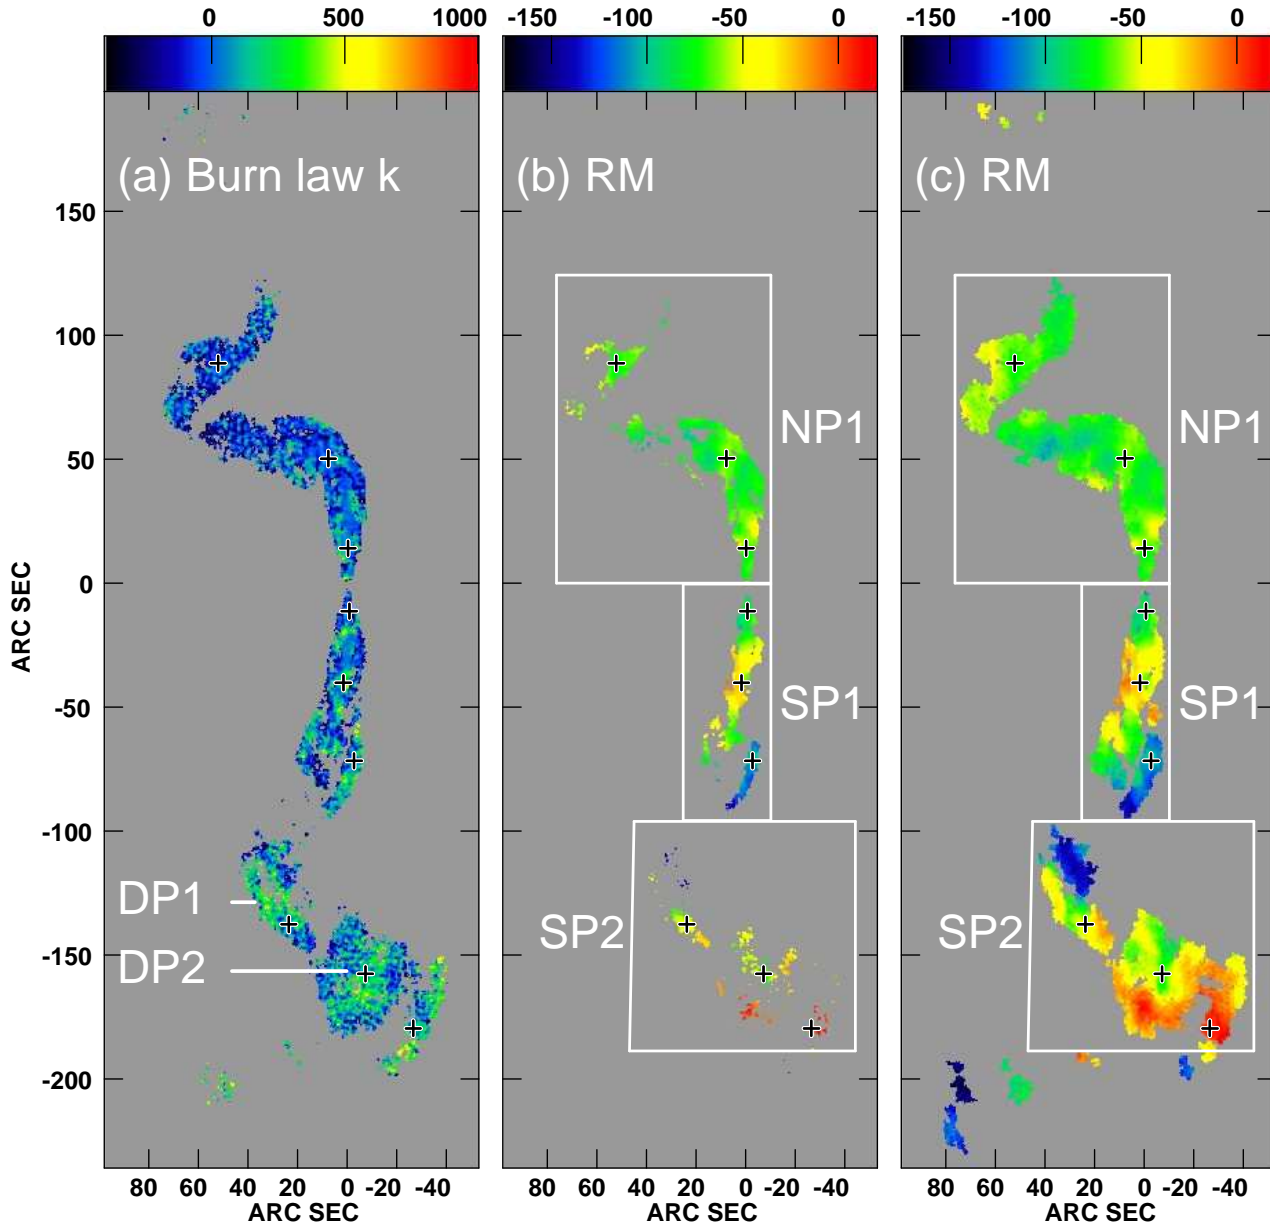 0 500 1000 -150 -100 -50 0 -150 -100 -50 0
(a) Burn law k (b) RM (c) RM
150
100
NP1 NP1
50
0
ARC SEC
SP1 SP1
-50
-100
DP1
SP2 SP2
-150
DP2
-200
80 60 40 20 0 -20 -40 80 60 40 20 0 -20 -40 80 60 40 20 0 -20 -40
ARC SEC ARC SEC ARC SEC